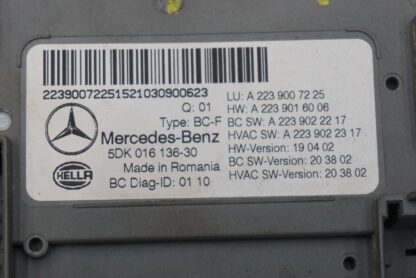 22390072251521030900623
Q: 01
Type: BC-F
Mercedes-Benz
5DK 016 136-30
Made in Romania
BC Diag-ID: 01 10
HELLA
LU: A 223 900 72 25
HW: A 223 901 60 06
BC SW: A 223 902 22 17
HVAC SW: A 223 902 23 17
HW-Version: 19 04 02
BC SW-Version: 20 38 02
HVAC SW-Version: 20 38 02